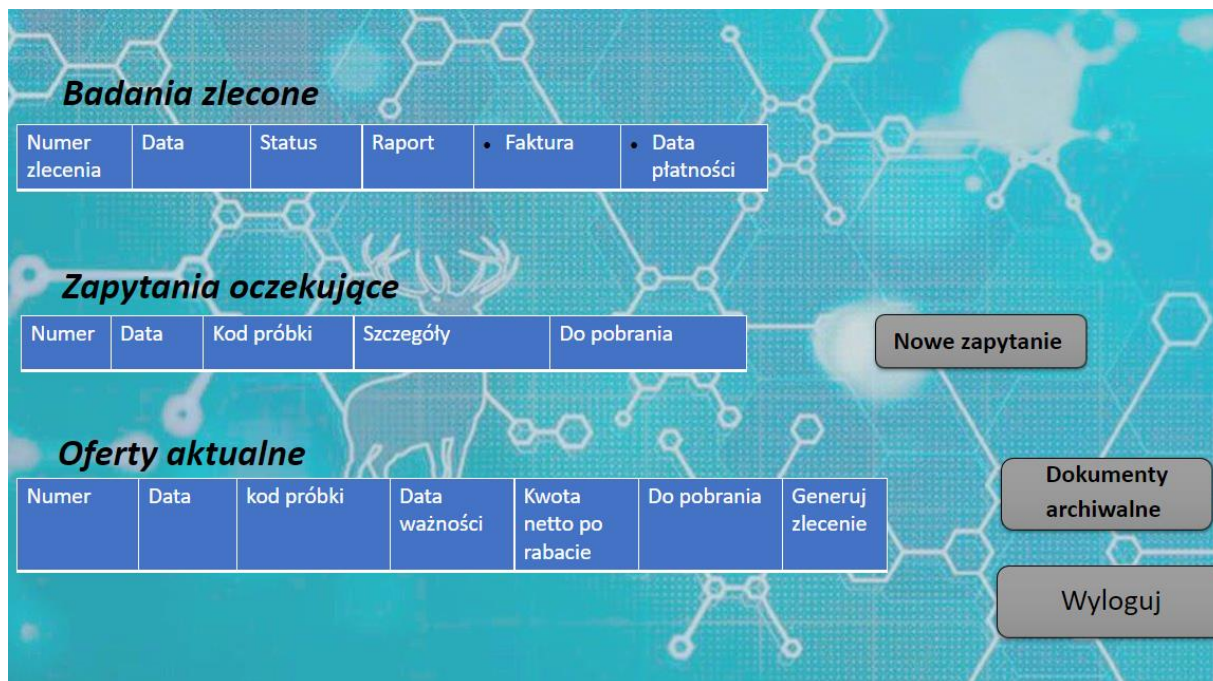 Badania zlecone
Numer zlecenia Data Status Raport • Faktura • Data płatności
Zapytania oczekujące
Numer Data Kod próbki Szczegóły Do pobrania
Nowe zapytanie
Oferty aktualne
Numer Data kod próbki Data ważności Kwota netto po rabacie Do pobrania Generuj zlecenie
Dokumenty
archiwalne
Wyloguj